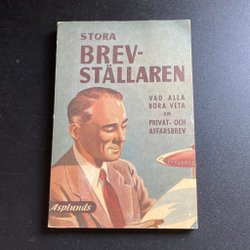 STORA
BREV-
STÄLLAREN
VAD ALLA
BÖRA VETA
OM
PRIVAT- OCH
AFFÄRSBREV
Asplunds